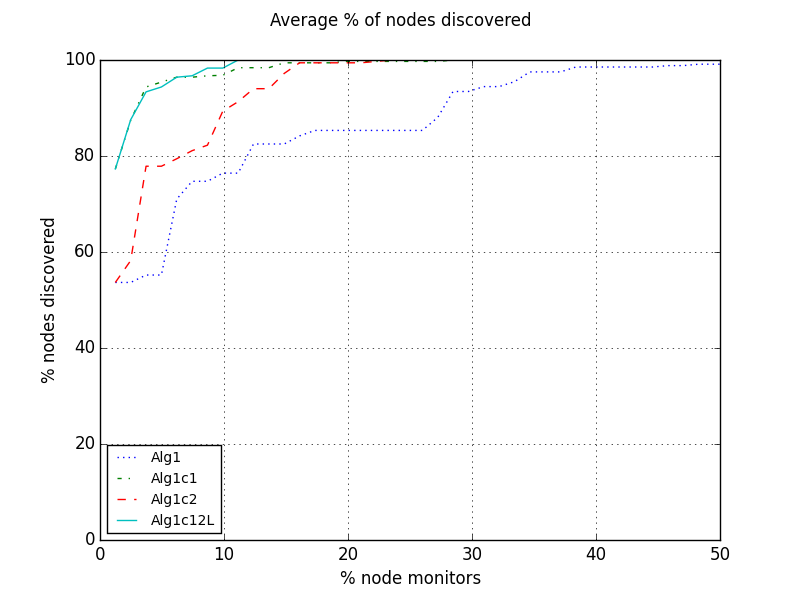 Average % of nodes discovered
100
80
60
40
20
0
% nodes discovered
Alg1
Alg1c1
Alg1c2
Alg1c12L
0 10 20 30 40 50
% node monitors